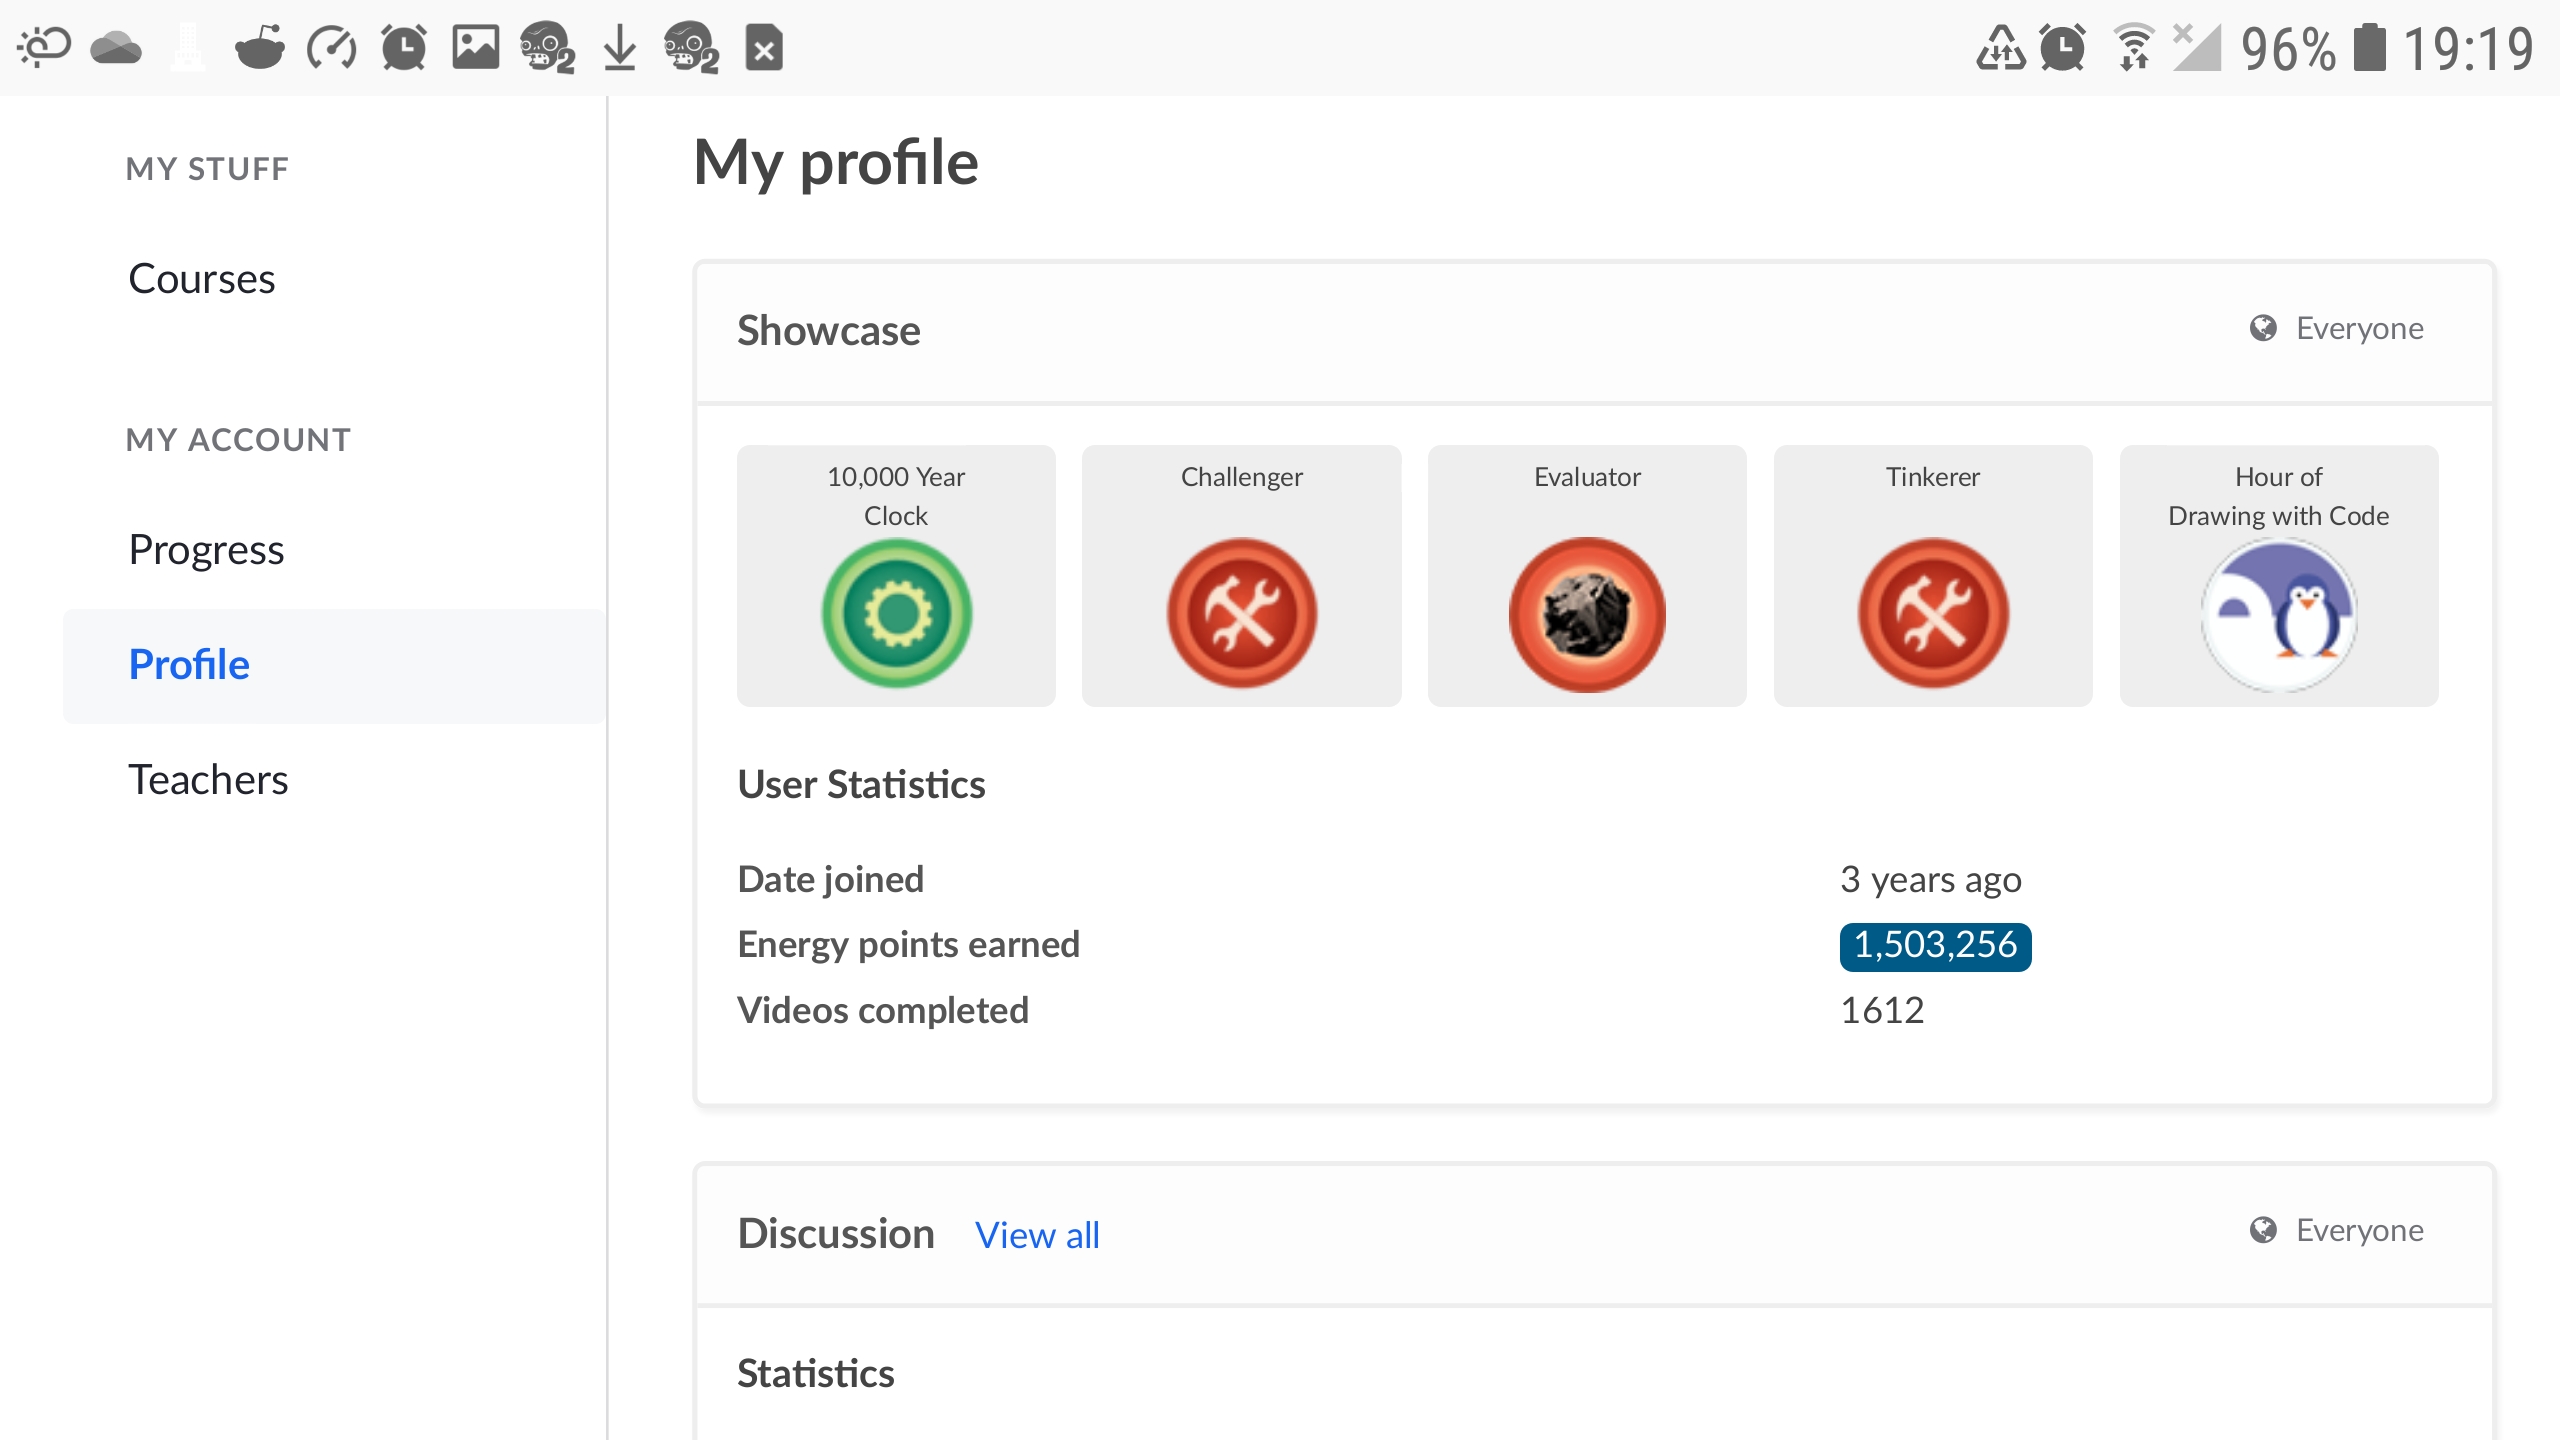 96% 19:19
MY STUFF
Courses
MY ACCOUNT
Progress
Profile
Teachers
My profile
Showcase
Everyone
10,000 Year
Clock
Challenger
Evaluator
Tinkerer
Hour of
Drawing with Code
User Statistics
Date joined 3 years ago
Energy points earned 1,503,256
Videos completed 1612
Discussion View all
Everyone
Statistics